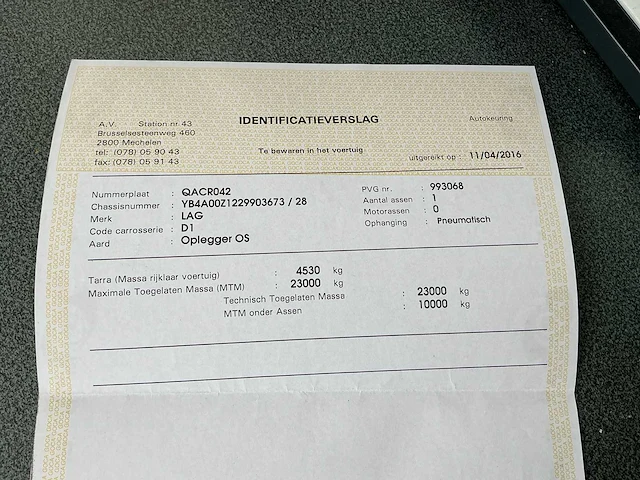 IDENTIFICATIEVERSLAG
Autokeuring
A.V. Station nr 43
Brusselsesteenweg 460
2800 Mechelen
tel: (078) 05 90 43
fax: (078) 05 91 43
Te bewaren in het voertuig
uitgereikt op : 11/04/2016
Nummerplaat : QACR042
Chassisnummer : YB4A00Z1229903673 / 28
Merk : LAG
Code carrosserie : D1
Aard : Oplegger OS
PVG nr. : 993068
Aantal assen : 1
Motorassen : 0
Ophanging : Pneumatisch
Tarra (Massa rijklaar voertuig) : 4530 kg
Maximale Toegelaten Massa (MTM) : 23000 kg
Technisch Toegelaten Massa : 23000 kg
MTM onder Assen : 10000 kg